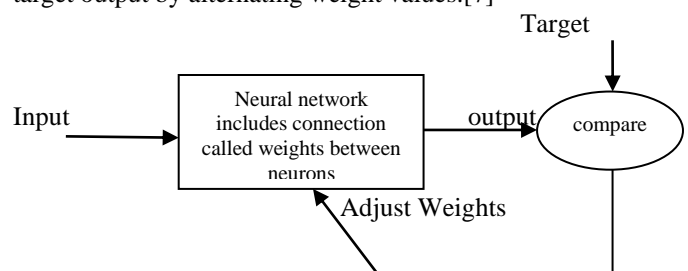 target output by alternating weight values.[7]
Target
Input
Neural network
includes connection
called weights between
neurons
output
compare
Adjust Weights